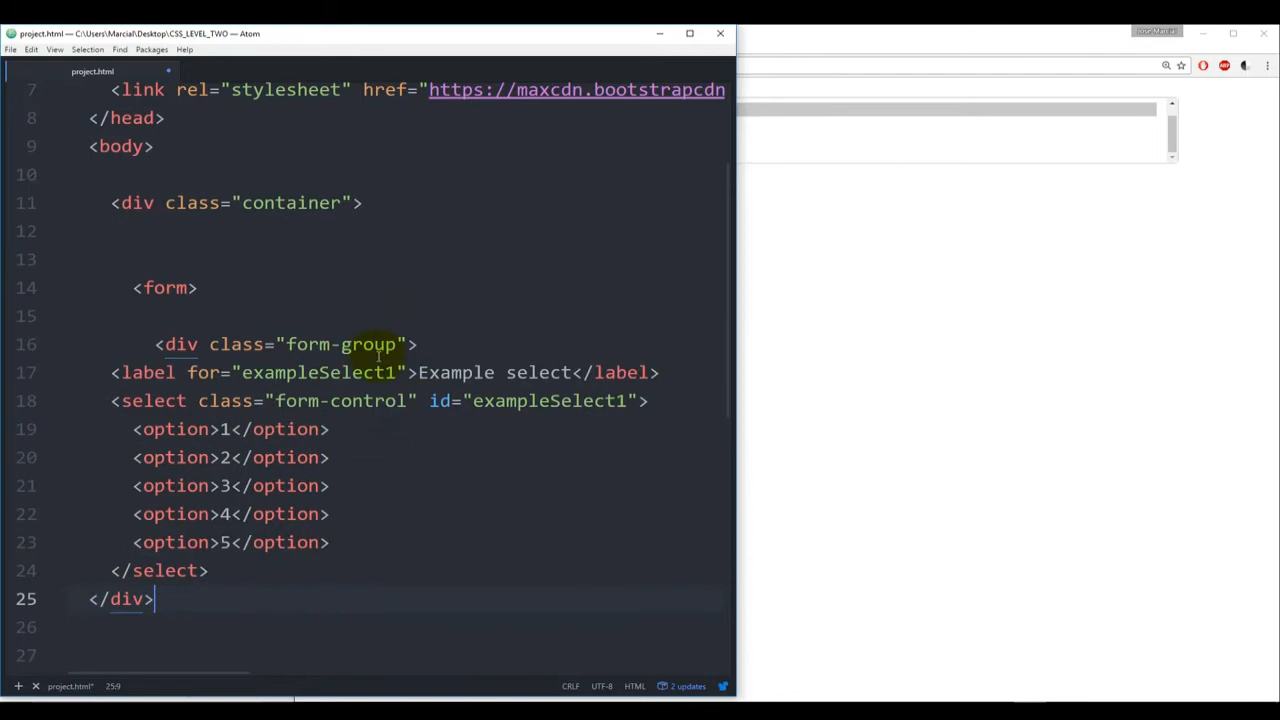 project.html — C:\Users\Marcial\Desktop\CSS_LEVEL_TWO — Atom
Jose Marcial
File Edit View Selection Find Packages Help
project.html
7 <link rel="stylesheet" href="https://maxcdn.bootstrapcdn
8 </head>
9 <body>
10
11 <div class="container">
12
13
14 <form>
15
16 <div class="form-group">
17 <label for="exampleSelect1">Example select</label>
18 <select class="form-control" id="exampleSelect1">
19 <option>1</option>
20 <option>2</option>
21 <option>3</option>
22 <option>4</option>
23 <option>5</option>
24 </select>
25 </div>
26
27
project.html* 25:9 CRLF UTF-8 HTML 2 updates
ABP